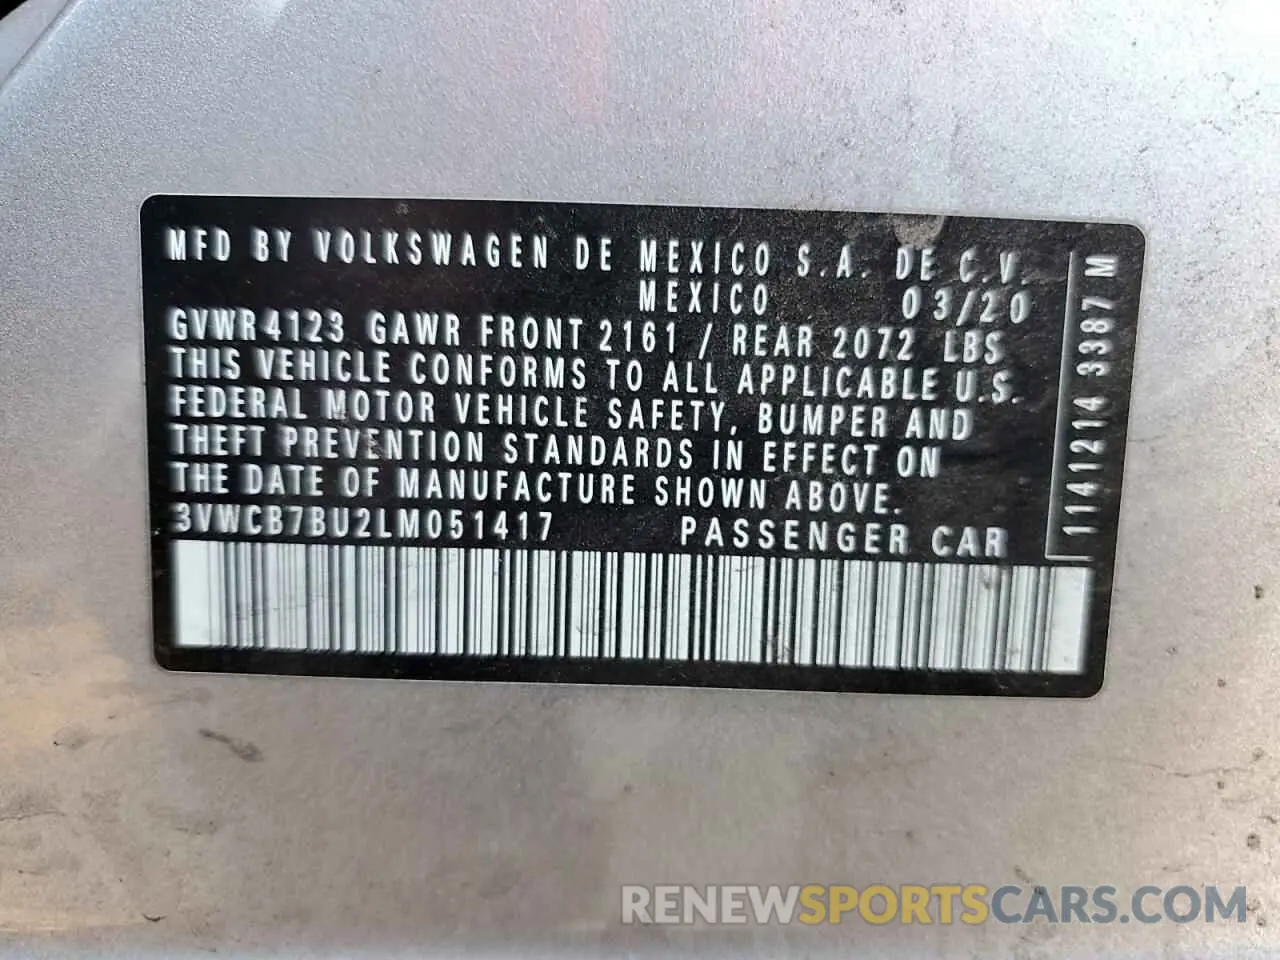 MFD BY VOLKSWAGEN DE MEXICO S.A. DE C.V.
MEXICO 03/20
GVWR 4123 GAWR FRONT 2161 / REAR 2072 LBS
THIS VEHICLE CONFORMS TO ALL APPLICABLE U.S.
FEDERAL MOTOR VEHICLE SAFETY, BUMPER AND
THEFT PREVENTION STANDARDS IN EFFECT ON
THE DATE OF MANUFACTURE SHOWN ABOVE.
3VWCB7BU2LM051417 PASSENGER CAR
1141214 3387 M
RENEWSPORTSCARS.COM